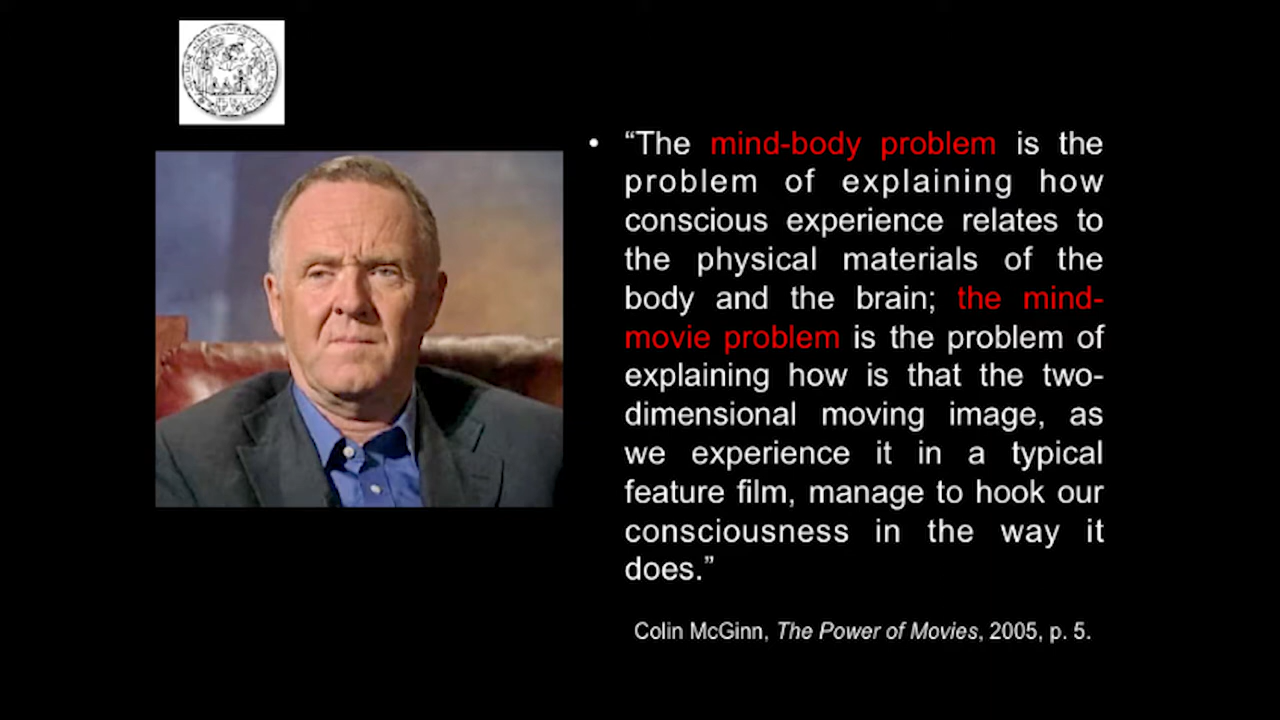 • “The mind-body problem is the
problem of explaining how
conscious experience relates to
the physical materials of the
body and the brain; the mind-
movie problem is the problem of
explaining how is that the two-
dimensional moving image, as
we experience it in a typical
feature film, manage to hook our
consciousness in the way it
does.”
Colin McGinn, The Power of Movies, 2005, p. 5.